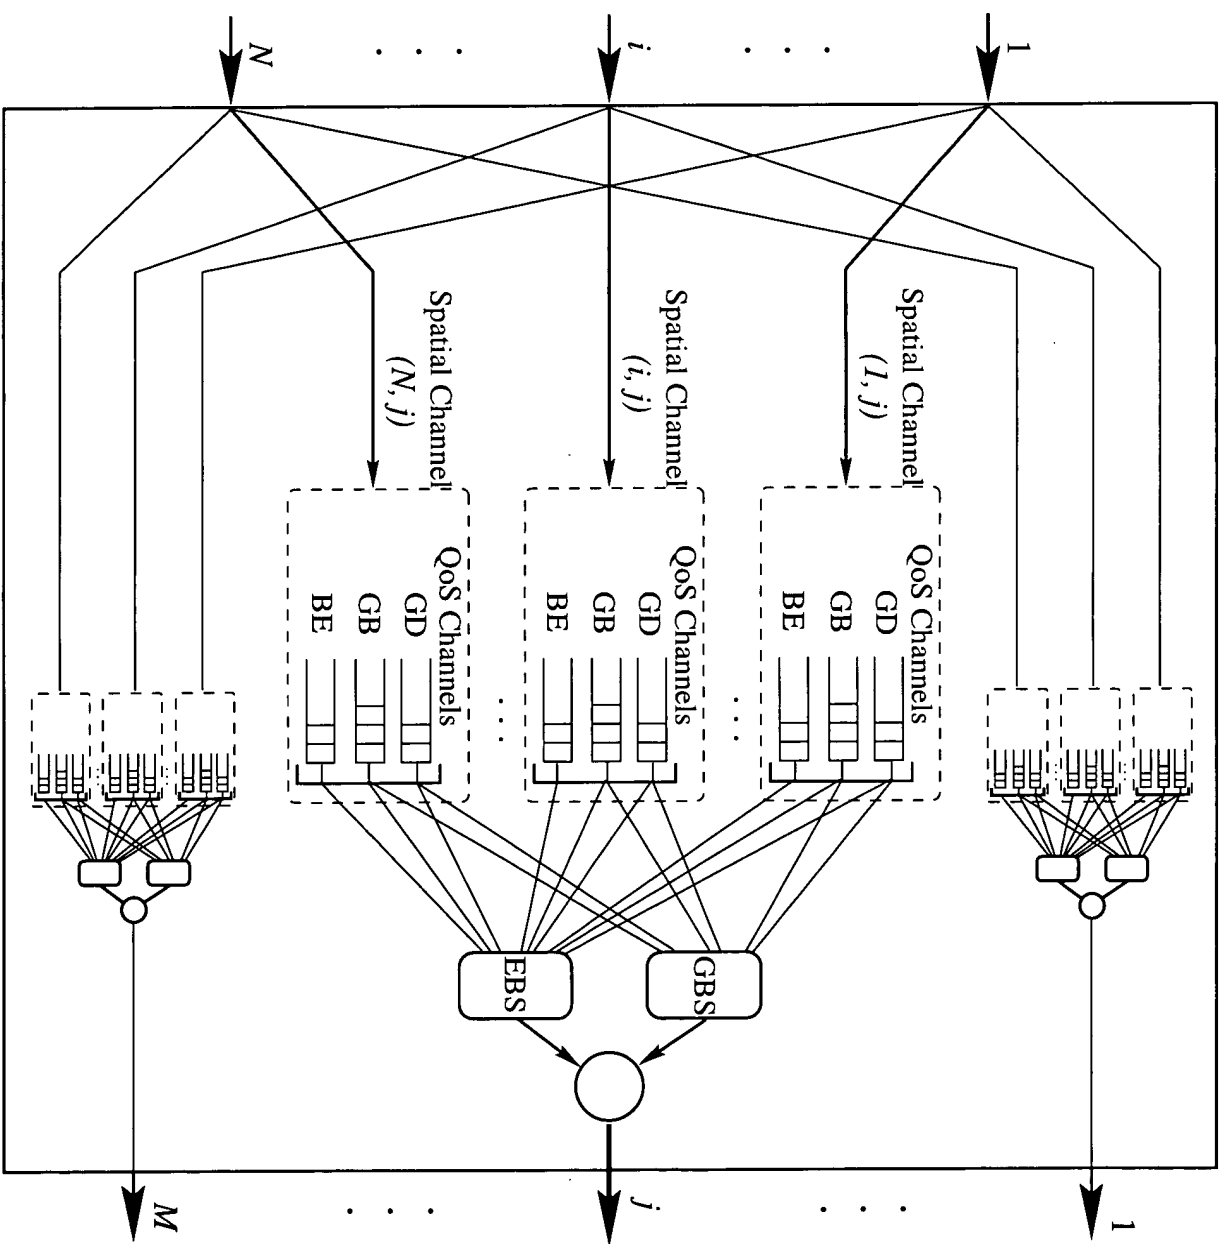 1
. . .
i
. . .
N
Spatial Channel
(1, j)
QoS Channels
GD
GB
BE
. . .
Spatial Channel
(i, j)
QoS Channels
GD
GB
BE
. . .
Spatial Channel
(N, j)
QoS Channels
GD
GB
BE
GBS
EBS
1
. . .
j
. . .
M